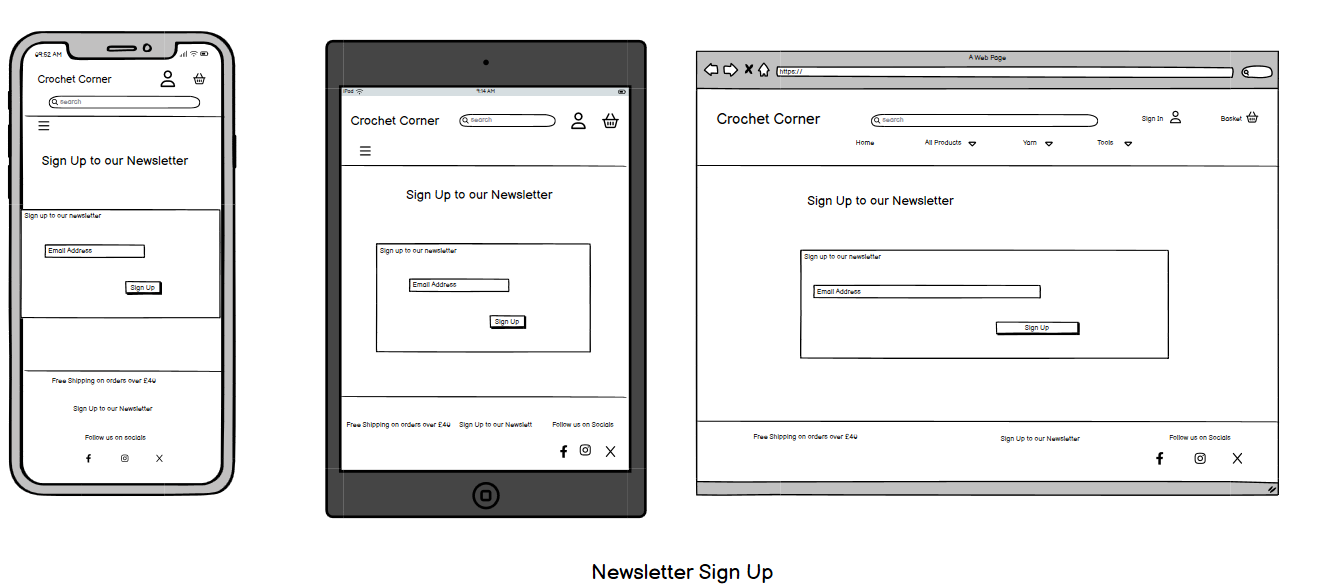 09:52 AM
Crochet Corner
search
Sign Up to our Newsletter
Sign up to our newsletter
Email Address
Sign Up
Free Shipping on orders over £40
Sign Up to our Newsletter
Follow us on socials
iPad
9:14 AM
Crochet Corner
search
Sign Up to our Newsletter
Sign up to our newsletter
Email Address
Sign Up
Free Shipping on orders over £40 Sign Up to our Newslett Follow us on Socials
A Web Page
https://
Crochet Corner
search
Sign In
Basket
Home All Products Yarn Tools
Sign Up to our Newsletter
Sign up to our newsletter
Email Address
Sign Up
Free Shipping on orders over £40 Sign Up to our Newsletter Follow us on Socials
Newsletter Sign Up